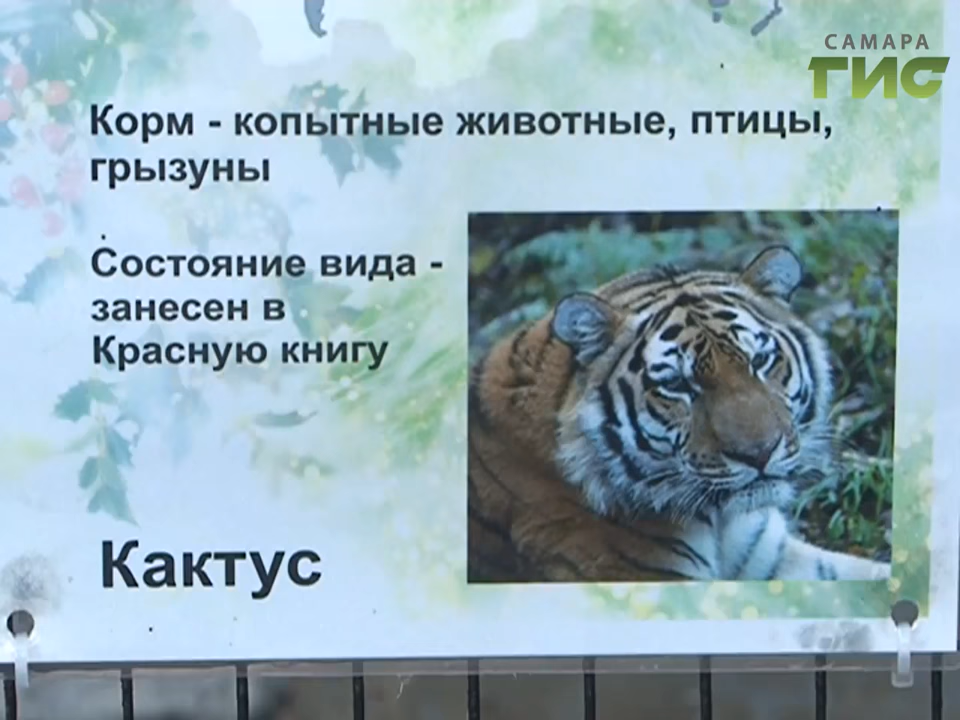 САМАРА
ГИС
Корм - копытные животные, птицы,
грызуны
Состояние вида -
занесен в
Красную книгу
Кактус